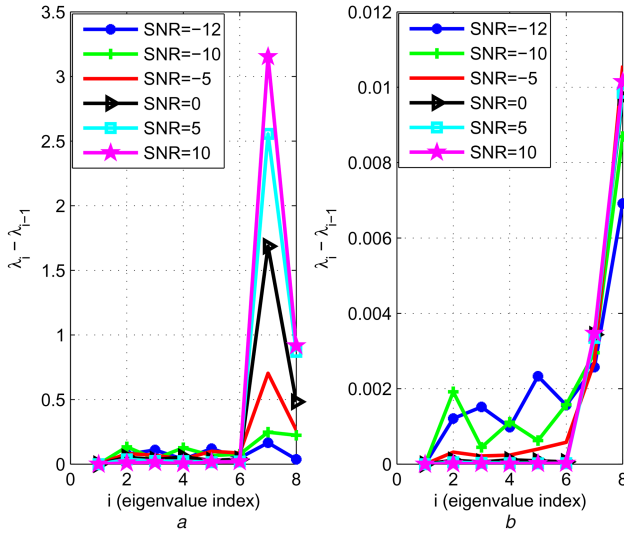 3.5
3
2.5
2
1.5
1
0.5
0
0 2 4 6 8
λi − λi−1
i (eigenvalue index)
a
SNR=−12
SNR=−10
SNR=−5
SNR=0
SNR=5
SNR=10
0.012
0.01
0.008
0.006
0.004
0.002
0
0 2 4 6 8
λi − λi−1
i (eigenvalue index)
b
SNR=−12
SNR=−10
SNR=−5
SNR=0
SNR=5
SNR=10